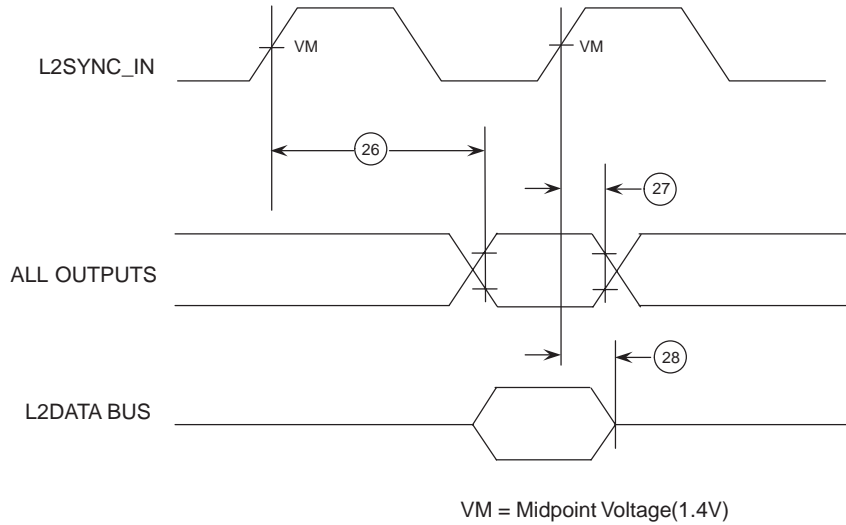 L2SYNC_IN
VM
VM
26
27
ALL OUTPUTS
28
L2DATA BUS
VM = Midpoint Voltage(1.4V)